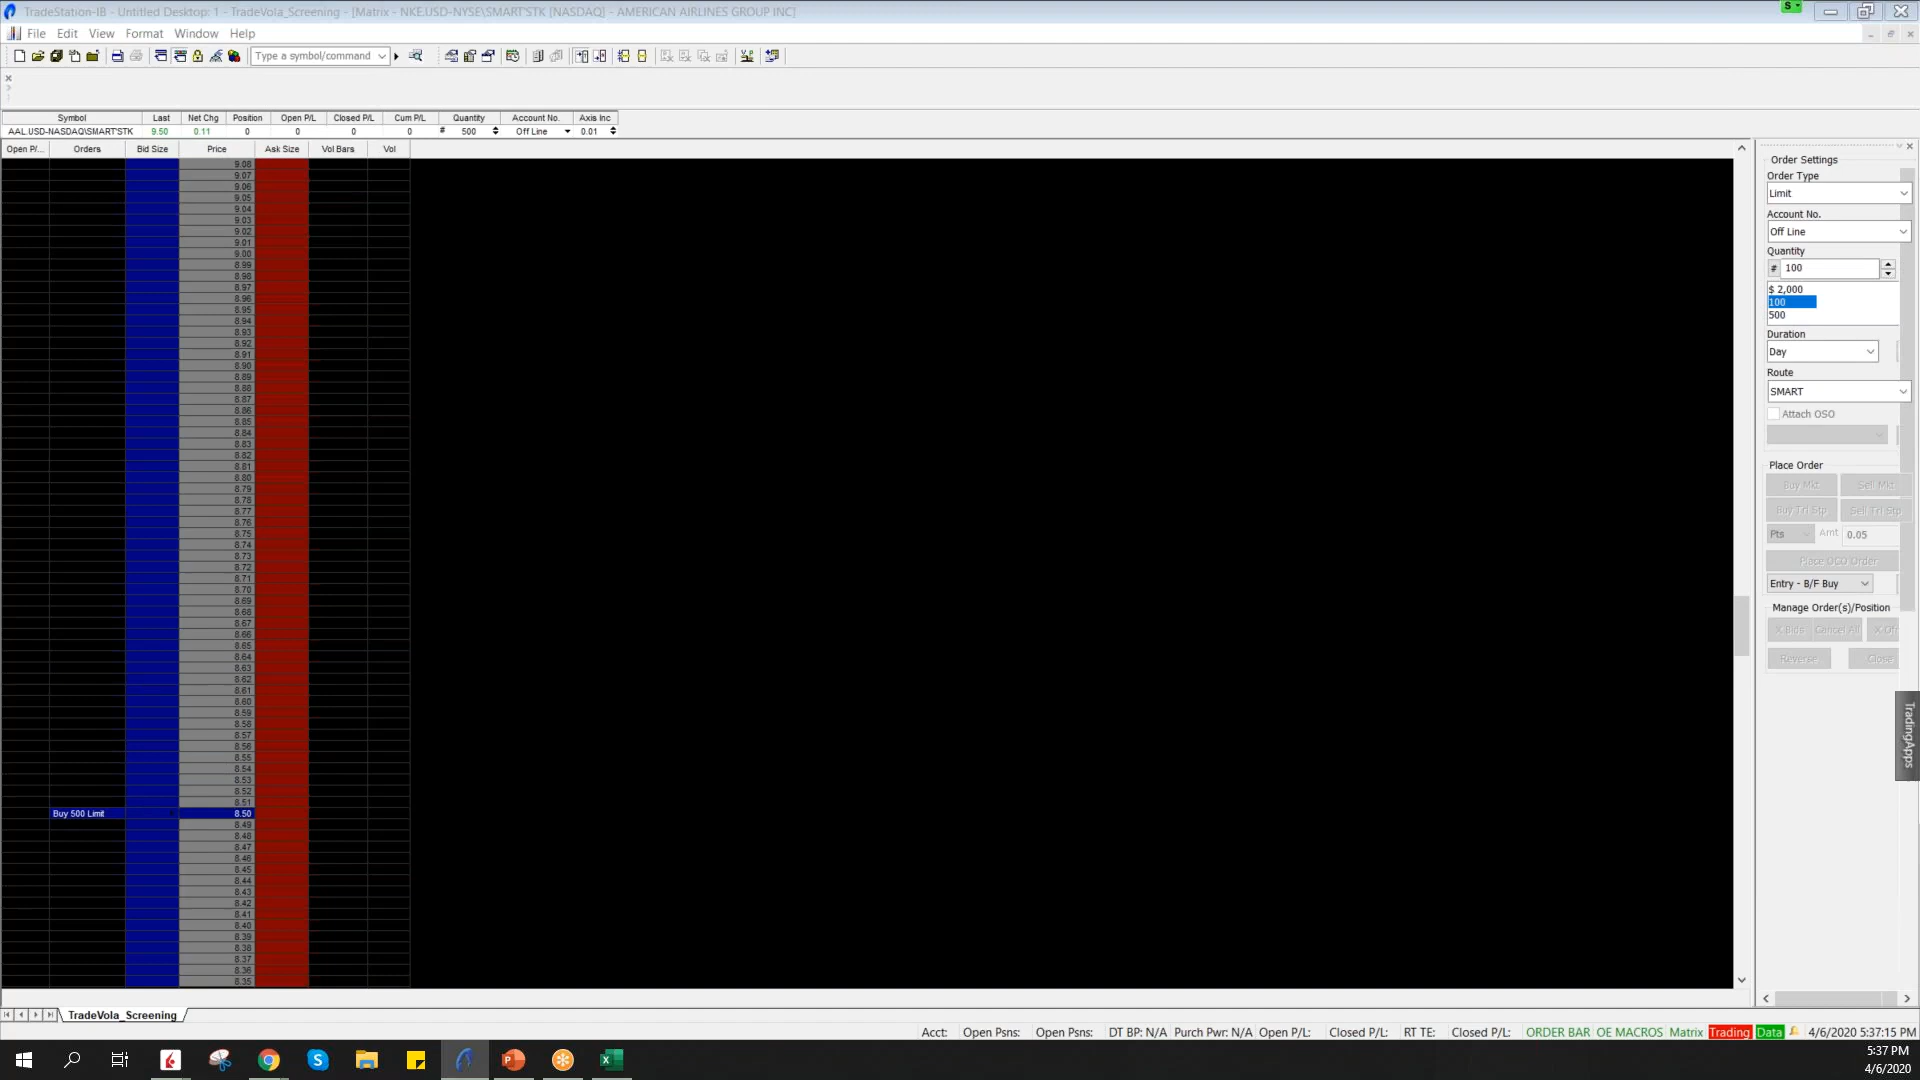 TradeStation-IB - Untitled Desktop: 1 - TradeVola_Screening - [Matrix - NKE.USD-NYSE\SMART'STK [NASDAQ] - AMERICAN AIRLINES GROUP INC]
S
File Edit View Format Window Help
Type a symbol/command
Symbol Last Net Chg Position Open P/L Closed P/L Cum P/L Quantity Account No. Axis Inc
AAL.USD-NASDAQ\SMART'STK 9.50 0.11 0 0 0 0 # 500 Off Line 0.01
Open P/... Orders Bid Size Price Ask Size Vol Bars Vol
9.08
9.07
9.06
9.05
9.04
9.03
9.02
9.01
9.00
8.99
8.98
8.97
8.96
8.95
8.94
8.93
8.92
8.91
8.90
8.89
8.88
8.87
8.86
8.85
8.84
8.83
8.82
8.81
8.80
8.79
8.78
8.77
8.76
8.75
8.74
8.73
8.72
8.71
8.70
8.69
8.68
8.67
8.66
8.65
8.64
8.63
8.62
8.61
8.60
8.59
8.58
8.57
8.56
8.55
8.54
8.53
8.52
8.51
Buy 500 Limit 8.50
8.49
8.48
8.47
8.46
8.45
8.44
8.43
8.42
8.41
8.40
8.39
8.38
8.37
8.36
8.35
Order Settings
Order Type
Limit
Account No.
Off Line
Quantity
# 100
$ 2,000
100
500
Duration
Day
Route
SMART
Attach OSO
Place Order
Buy Mkt Sell Mkt
Buy Trl Stp Sell Trl Stp
Pts Amt 0.05
Place OCO Order
Entry - B/F Buy
Manage Order(s)/Position
X Bids Cancel All X Ofr
Reverse Close
TradingApps
TradeVola_Screening
Acct: Open Psns: Open Psns: DT BP: N/A Purch Pwr: N/A Open P/L: Closed P/L: RT TE: Closed P/L: ORDER BAR OE MACROS Matrix Trading Data 4/6/2020 5:37:15 PM
5:37 PM
4/6/2020